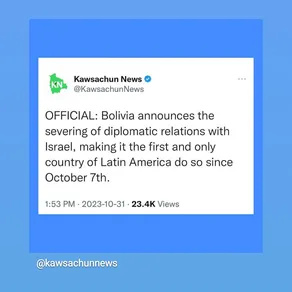 KN
Kawsachun News
@KawsachunNews
OFFICIAL: Bolivia announces the
severing of diplomatic relations with
Israel, making it the first and only
country of Latin America do so since
October 7th.
1:53 PM · 2023-10-31 · 23.4K Views
@kawsachunnews